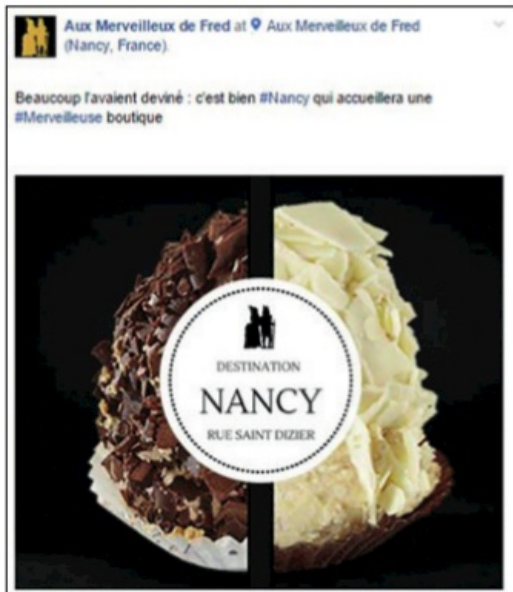 Aux Merveilleux de Fred at Aux Merveilleux de Fred
(Nancy, France).
Beaucoup l'avaient deviné : c'est bien #Nancy qui accueillera une
#Merveilleuse boutique
DESTINATION
NANCY
RUE SAINT DIZIER